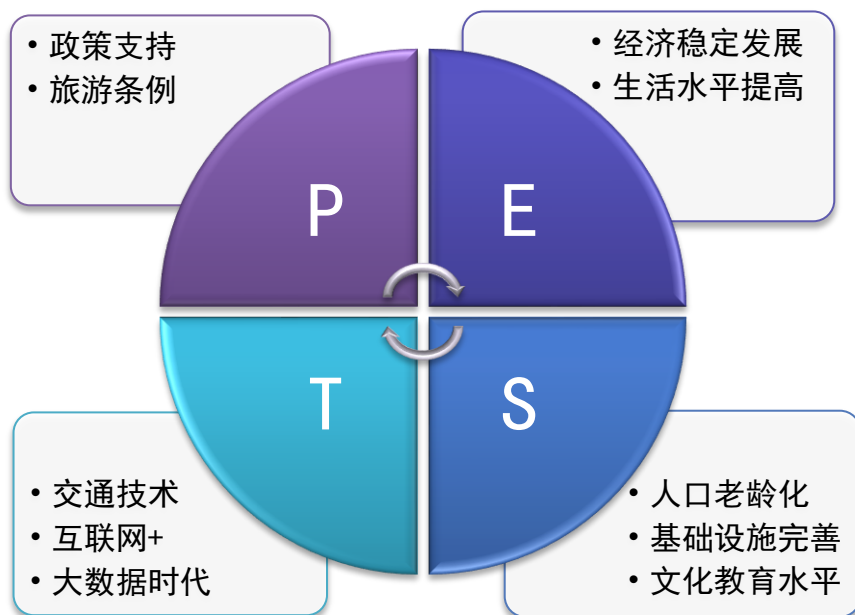 • 政策支持
• 旅游条例
• 经济稳定发展
• 生活水平提高
P
E
T
S
• 交通技术
• 互联网+
• 大数据时代
• 人口老龄化
• 基础设施完善
• 文化教育水平